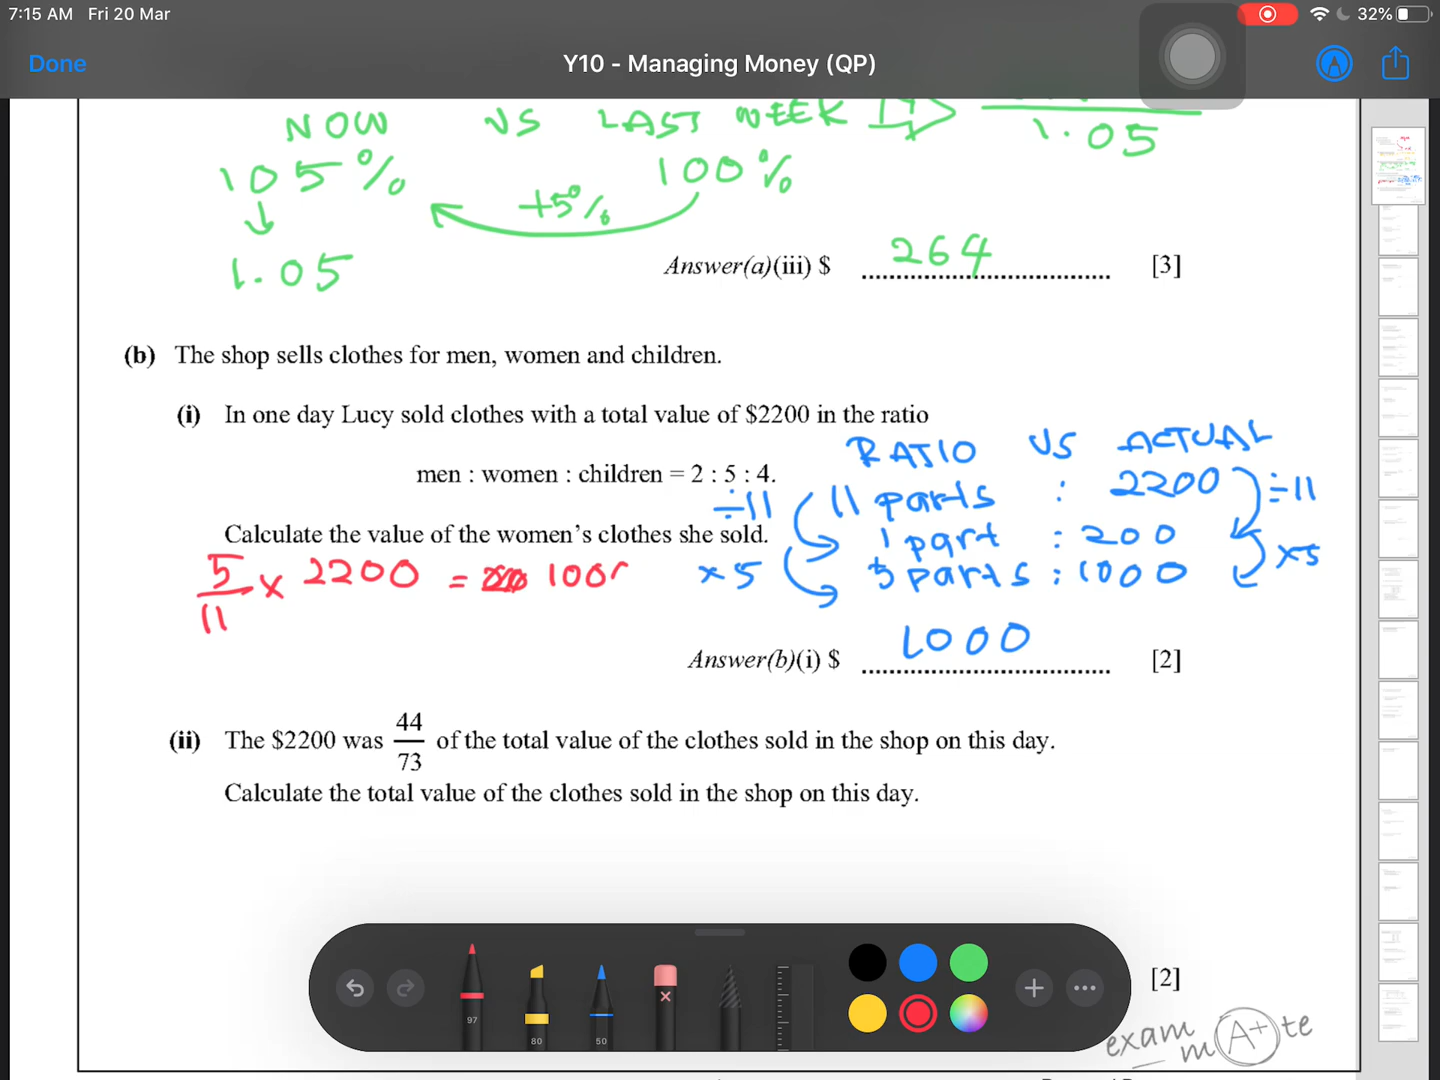 7:15 AM Fri 20 Mar 32%
Done Y10 - Managing Money (QP)
NOW VS LAST WEEK
1.05
105% 100%
+5%
1.05
Answer(a)(iii) $ 264 [3]
(b) The shop sells clothes for men, women and children.
(i) In one day Lucy sold clothes with a total value of $2200 in the ratio
RATIO VS ACTUAL
men : women : children = 2 : 5 : 4.
÷11 11 parts : 2200 ÷11
Calculate the value of the women's clothes she sold.
1 part : 200
×5 5 parts : 1000 ×5
5/11 × 2200 = 100
Answer(b)(i) $ 1000 [2]
(ii) The $2200 was 44/73 of the total value of the clothes sold in the shop on this day.
Calculate the total value of the clothes sold in the shop on this day.
[2]
97 80 50
exam m A+ te